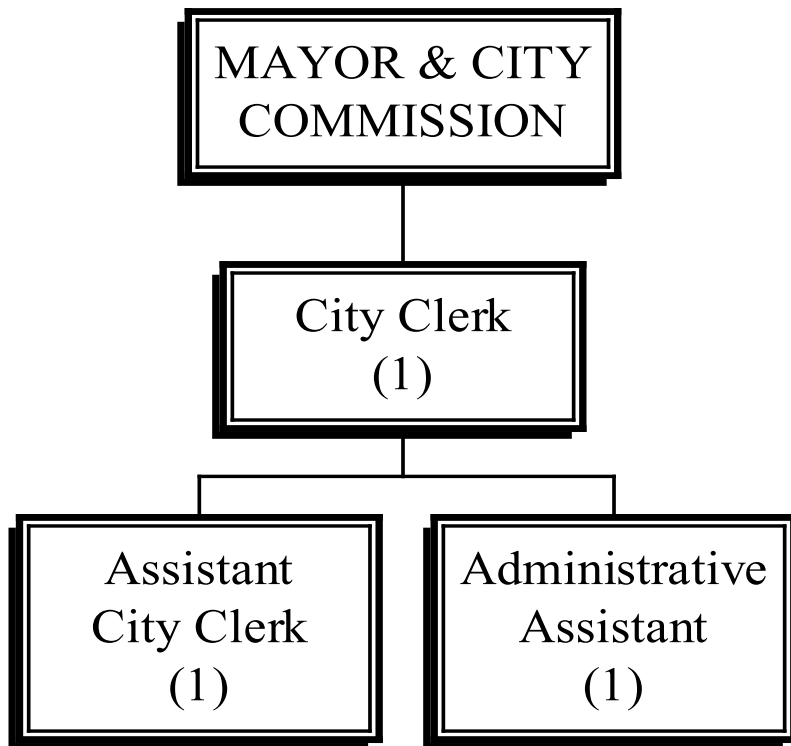 MAYOR & CITY
COMMISSION
City Clerk
(1)
Assistant
City Clerk
(1)
Administrative
Assistant
(1)